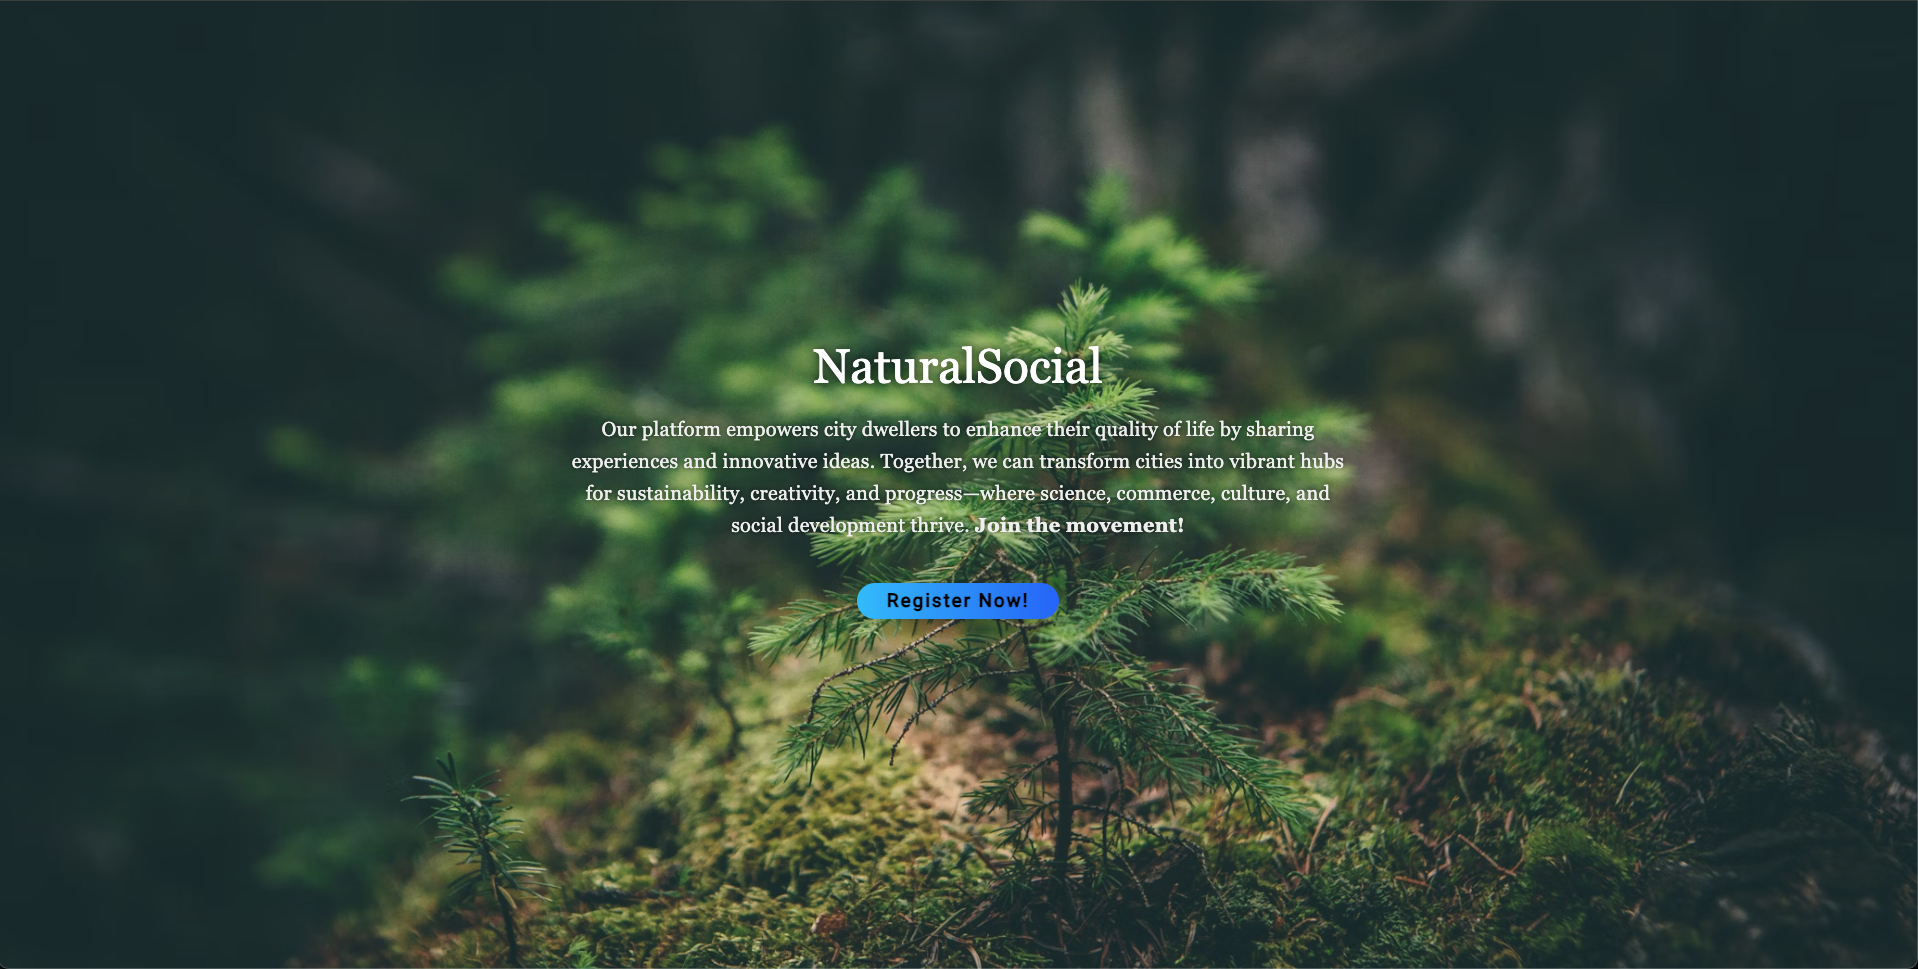 NaturalSocial
Our platform empowers city dwellers to enhance their quality of life by sharing
experiences and innovative ideas. Together, we can transform cities into vibrant hubs
for sustainability, creativity, and progress—where science, commerce, culture, and
social development thrive. Join the movement!
Register Now!